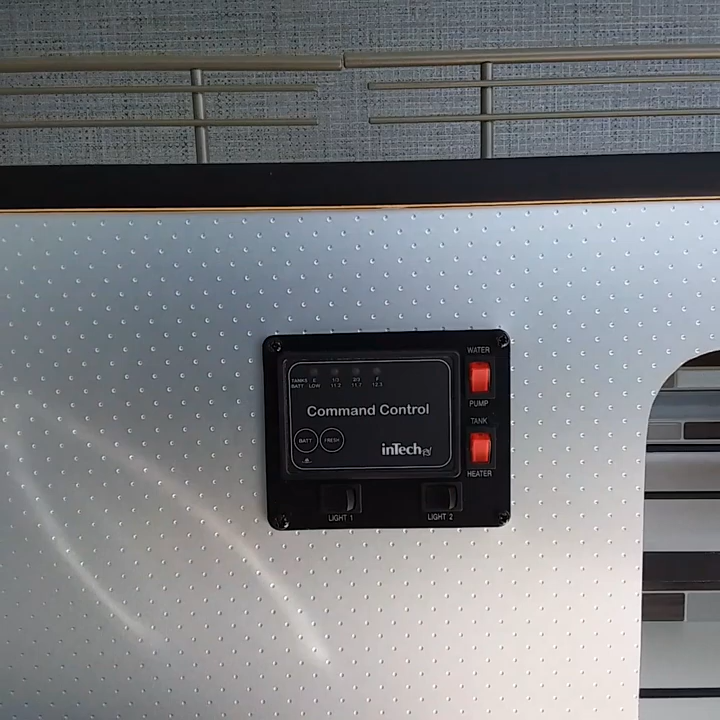 WATER
TANKS E 1/3 2/3 F
BATT LOW 11.2 11.7 12.3
PUMP
Command Control
TANK
BATT FRESH
inTech RV
HEATER
LIGHT 1 LIGHT 2